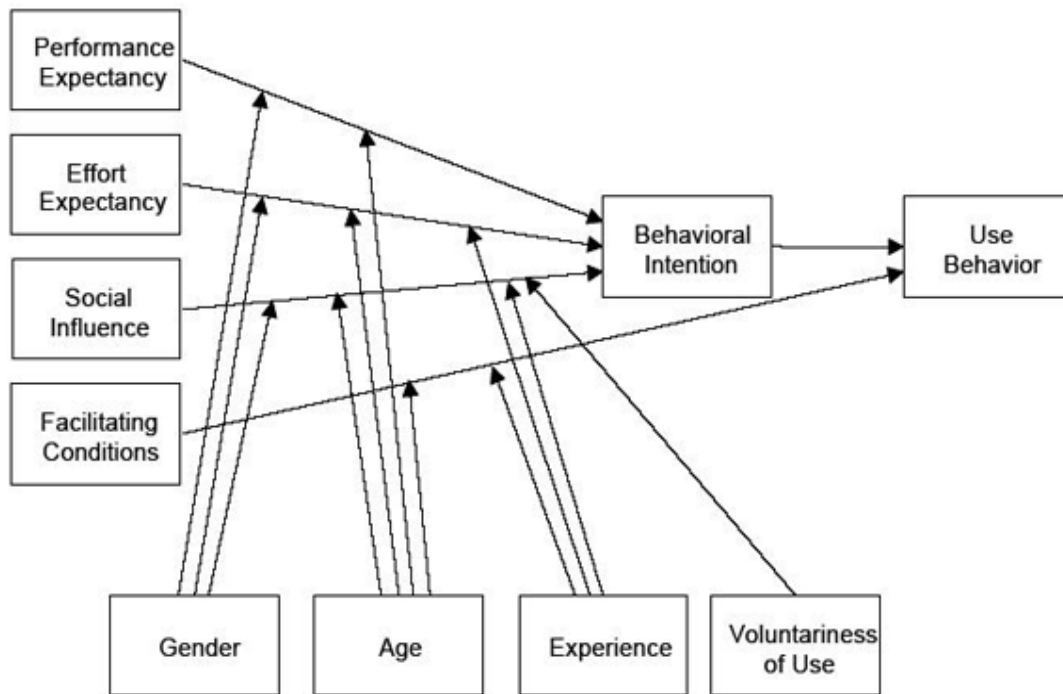 Performance
Expectancy
Effort
Expectancy
Social
Influence
Facilitating
Conditions
Behavioral
Intention
Use
Behavior
Gender
Age
Experience
Voluntariness
of Use